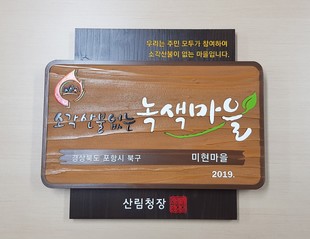 우리는 주민 모두가 참여하여
소각산불이 없는 마을입니다.
소각산불없는 녹색마을
경상북도 포항시 북구 미현마을
2019.
산림청장